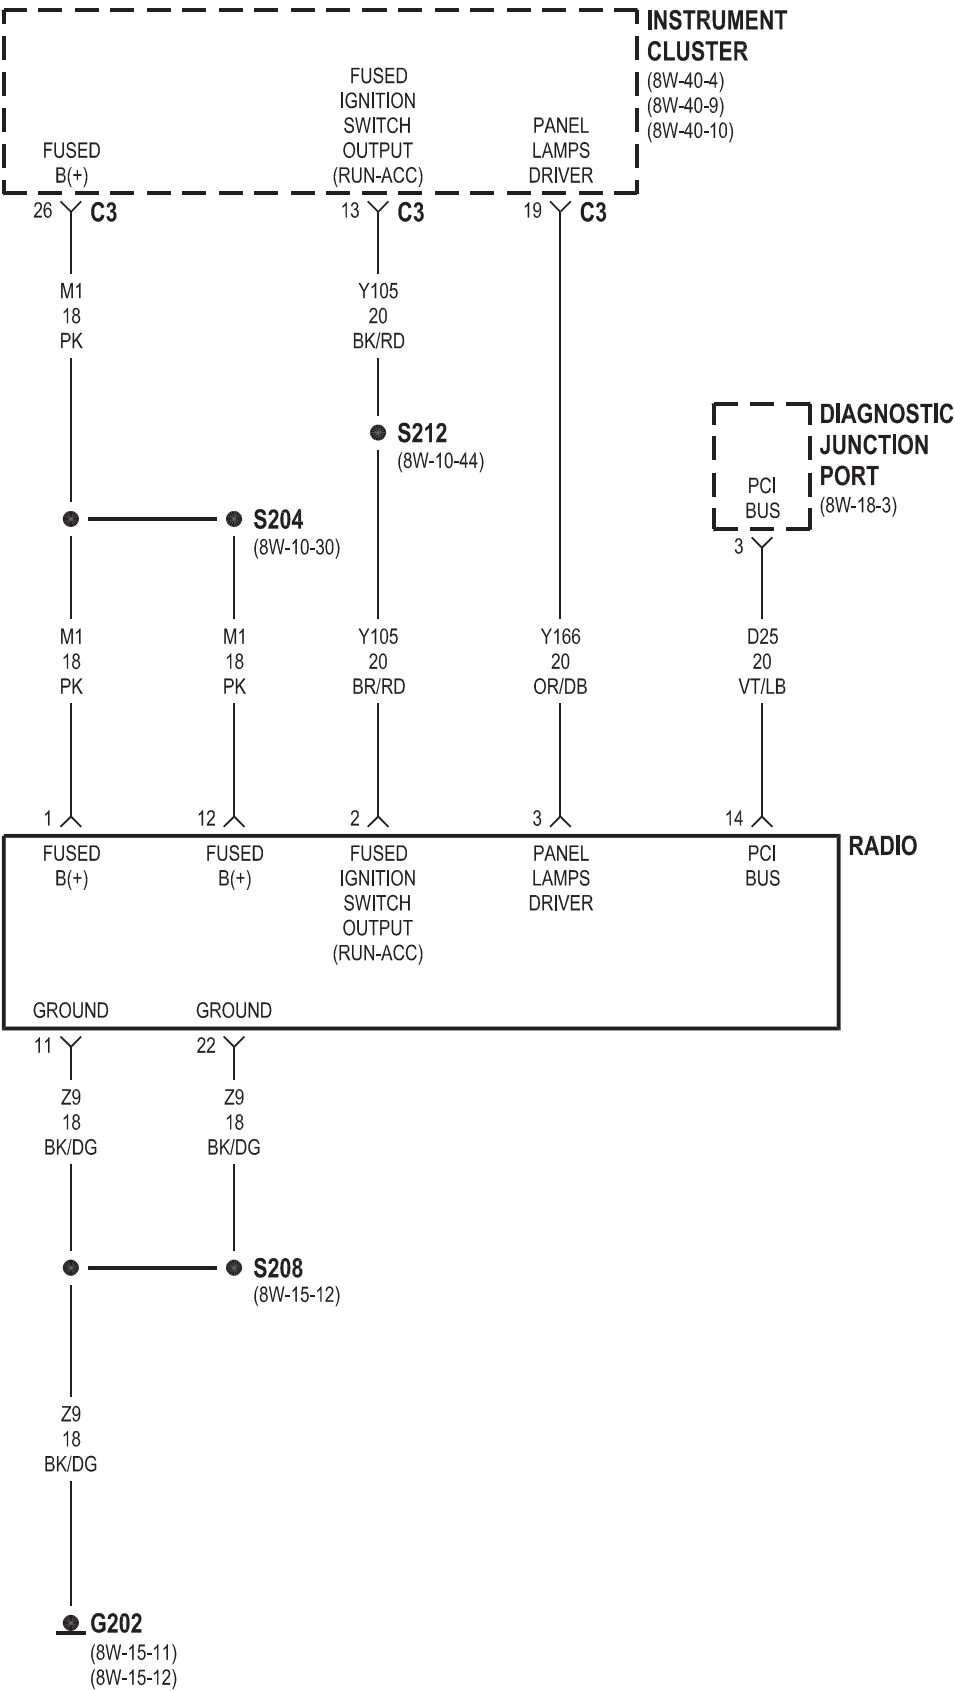 INSTRUMENT
CLUSTER
(8W-40-4)
(8W-40-9)
(8W-40-10)
FUSED
B(+)
FUSED
IGNITION
SWITCH
OUTPUT
(RUN-ACC)
PANEL
LAMPS
DRIVER
26 C3
13 C3
19 C3
M1
18
PK
Y105
20
BK/RD
S212
(8W-10-44)
DIAGNOSTIC
JUNCTION
PORT
(8W-18-3)
PCI
BUS
3
S204
(8W-10-30)
M1
18
PK
M1
18
PK
Y105
20
BR/RD
Y166
20
OR/DB
D25
20
VT/LB
1
12
2
3
14
RADIO
FUSED
B(+)
FUSED
B(+)
FUSED
IGNITION
SWITCH
OUTPUT
(RUN-ACC)
PANEL
LAMPS
DRIVER
PCI
BUS
GROUND
GROUND
11
22
Z9
18
BK/DG
Z9
18
BK/DG
S208
(8W-15-12)
Z9
18
BK/DG
G202
(8W-15-11)
(8W-15-12)